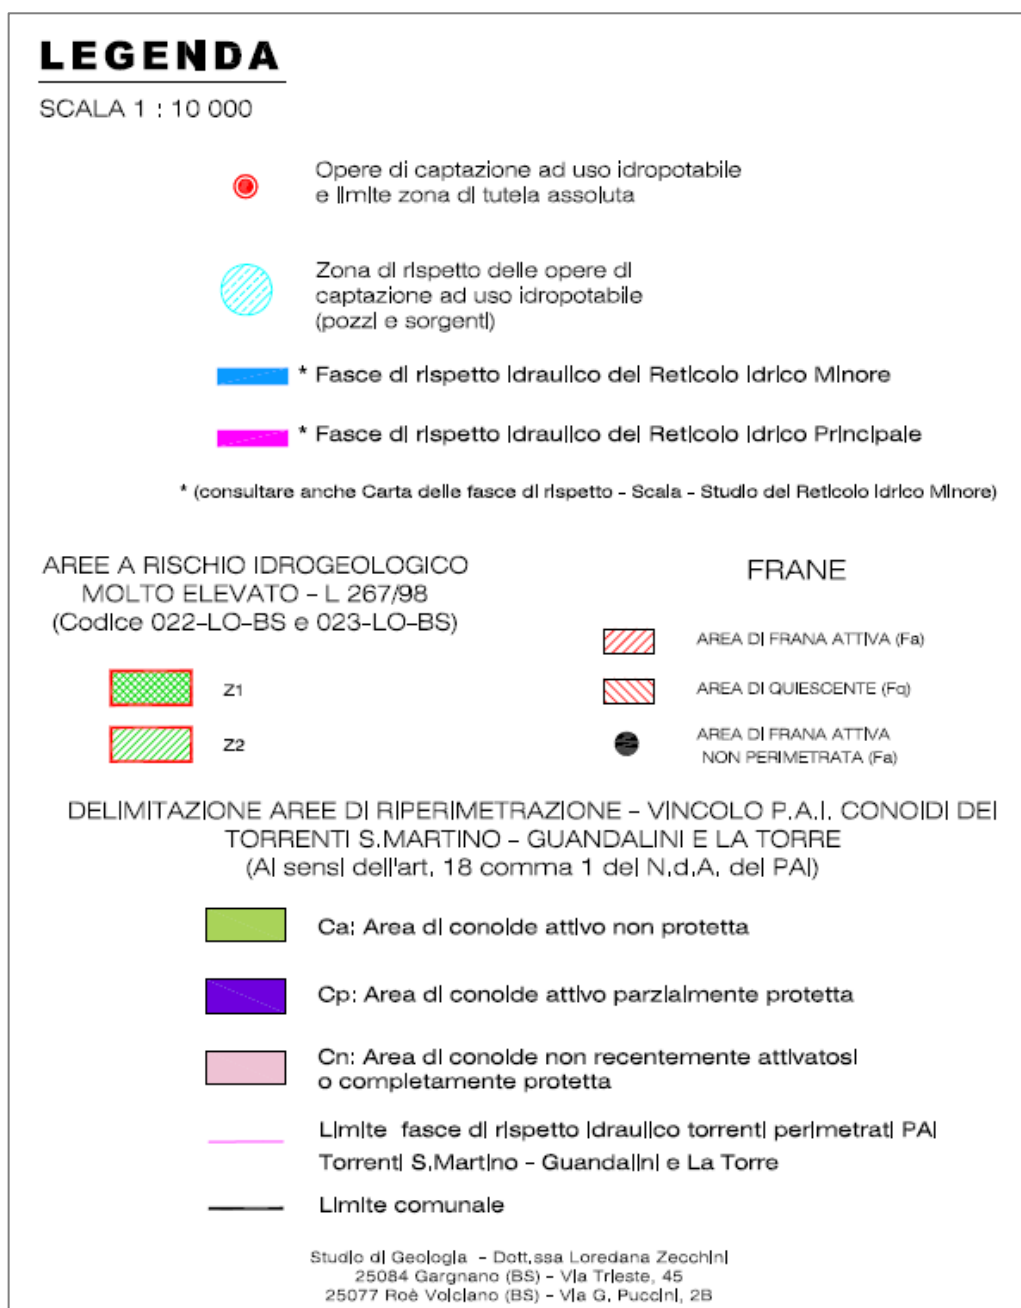 LEGENDA
SCALA 1 : 10 000
Opere di captazione ad uso idropotabile
e limite zona di tutela assoluta
Zona di rispetto delle opere di
captazione ad uso idropotabile
(pozzi e sorgenti)
* Fasce di rispetto idraulico del Reticolo Idrico Minore
* Fasce di rispetto idraulico del Reticolo Idrico Principale
* (consultare anche Carta delle fasce di rispetto - Scala - Studio del Reticolo Idrico Minore)
AREE A RISCHIO IDROGEOLOGICO
MOLTO ELEVATO - L 267/98
(Codice 022-LO-BS e 023-LO-BS)
Z1
Z2
FRANE
AREA DI FRANA ATTIVA (Fa)
AREA DI QUIESCENTE (Fq)
AREA DI FRANA ATTIVA
NON PERIMETRATA (Fa)
DELIMITAZIONE AREE DI RIPERIMETRAZIONE - VINCOLO P.A.I. CONOIDI DEI
TORRENTI S.MARTINO - GUANDALINI E LA TORRE
(Ai sensi dell'art. 18 comma 1 del N.d.A. del PAI)
Ca: Area di conoide attivo non protetta
Cp: Area di conoide attivo parzialmente protetta
Cn: Area di conoide non recentemente attivatosi
o completamente protetta
Limite fasce di rispetto idraulico torrenti perimetrati PAI
Torrenti S.Martino - Guandalini e La Torre
Limite comunale
Studio di Geologia - Dott.ssa Loredana Zecchini
25084 Gargnano (BS) - Via Trieste, 45
25077 Roè Volciano (BS) - Via G. Puccini, 2B